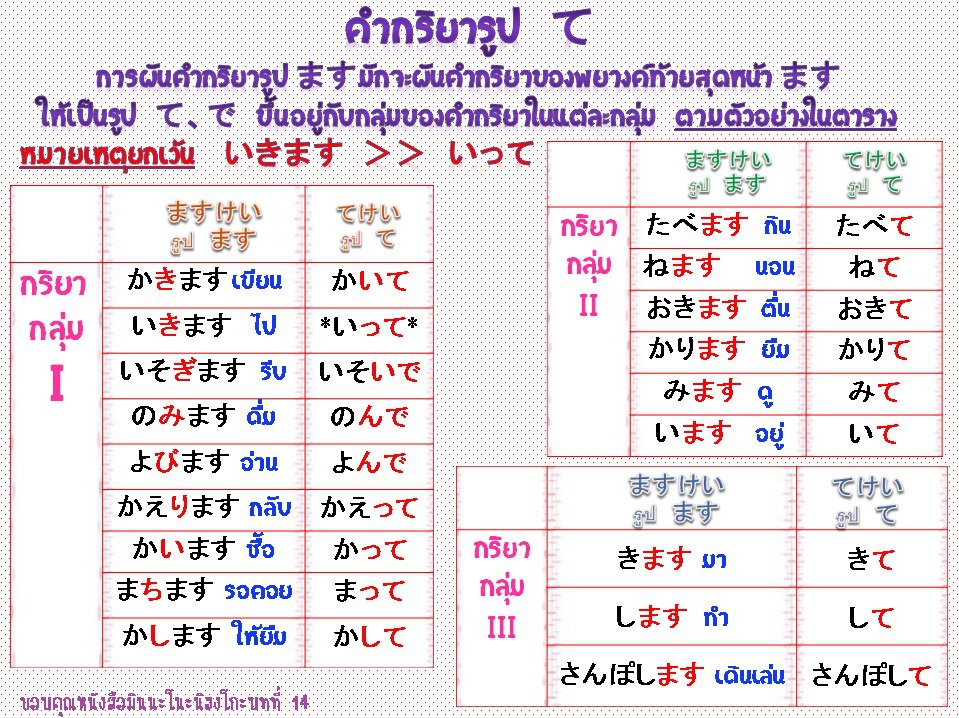 คำกริยารูป て
การผันคำกริยารูป ます มักจะผันคำกริยาของพยางค์ท้ายสุดหน้า ます
ให้เป็นรูป て、で ขึ้นอยู่กับกลุ่มของคำกริยาในแต่ละกลุ่ม ตามตัวอย่างในตาราง
หมายเหตุยกเว้น いきます >> いって
ますけい てけい
รูป ます รูป て
กริยา กลุ่ม I
かきます เขียน かいて
いきます ไป *いって*
いそぎます รีบ いそいで
のみます ดื่ม のんで
よびます อ่าน よんで
かえります กลับ かえって
かいます ซื้อ かって
まちます รอคอย まって
かします ให้ยืม かして
ますけい てけい
รูป ます รูป て
กริยา กลุ่ม II
たべます กิน たべて
ねます นอน ねて
おきます ตื่น おきて
かります ยืม かりて
みます ดู みて
います อยู่ いて
ますけい てけい
รูป ます รูป て
กริยา กลุ่ม III
きます มา きて
します ทำ して
さんぽします เดินเล่น さんぽして
ขอบคุณหนังสือมินนะโนะนิฮงโกะบทที่ 14